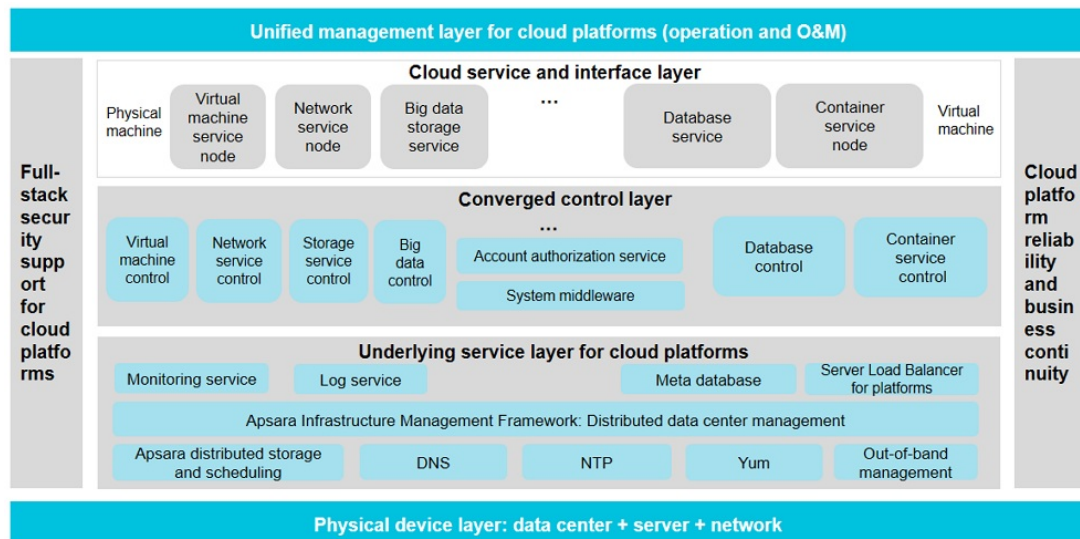 Unified management layer for cloud platforms (operation and O&M)
Full-
stack
secur
ity
supp
ort
for
cloud
platfo
rms
Cloud service and interface layer
Physical
machine
Virtual
machine
service
node
Network
service
node
Big data
storage
service
...
Database
service
Container
service
node
Virtual
machine
Converged control layer
Virtual
machine
control
Network
service
control
Storage
service
control
Big
data
control
...
Account authorization service
System middleware
Database
control
Container
service
control
Underlying service layer for cloud platforms
Monitoring service
Log service
Meta database
Server Load Balancer
for platforms
Apsara Infrastructure Management Framework: Distributed data center management
Apsara distributed storage
and scheduling
DNS
NTP
Yum
Out-of-band
management
Cloud
platfo
rm
reliab
ility
and
busin
ess
conti
nuity
Physical device layer: data center + server + network